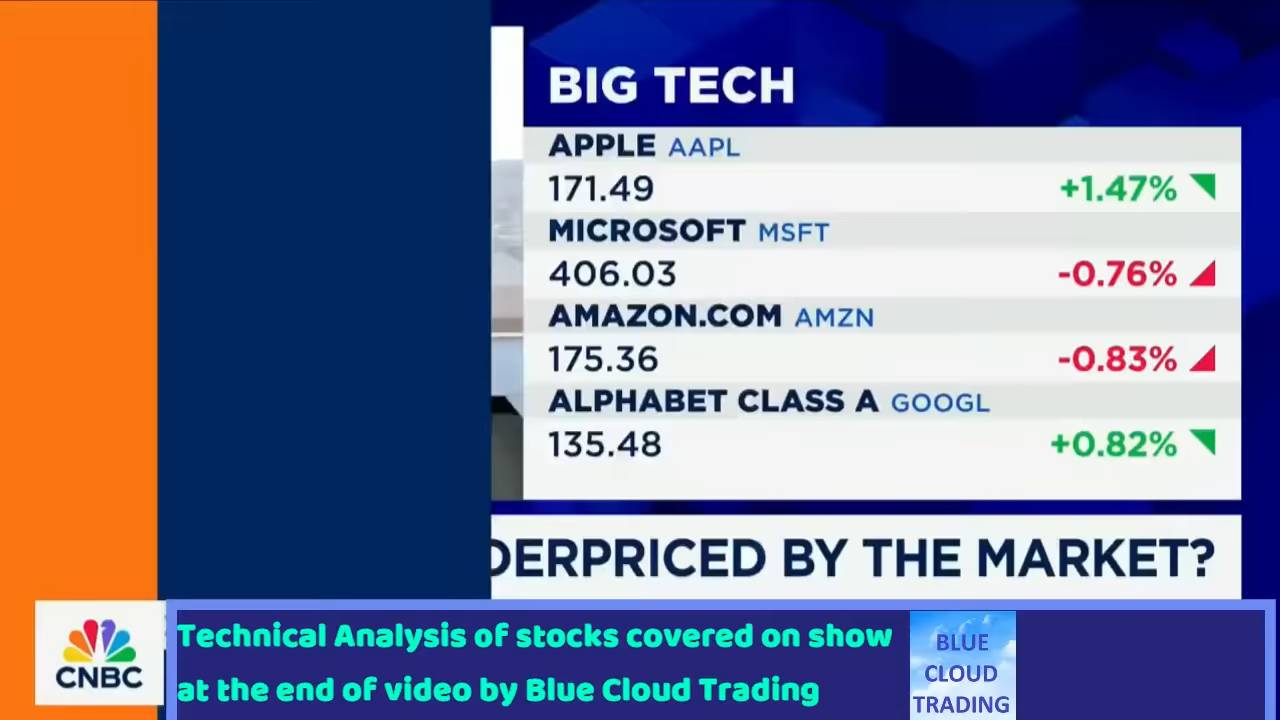 BIG TECH
APPLE AAPL
171.49 +1.47%
MICROSOFT MSFT
406.03 -0.76%
AMAZON.COM AMZN
175.36 -0.83%
ALPHABET CLASS A GOOGL
135.48 +0.82%
DERPRICED BY THE MARKET?
CNBC
Technical Analysis of stocks covered on show
at the end of video by Blue Cloud Trading
BLUE
CLOUD
TRADING